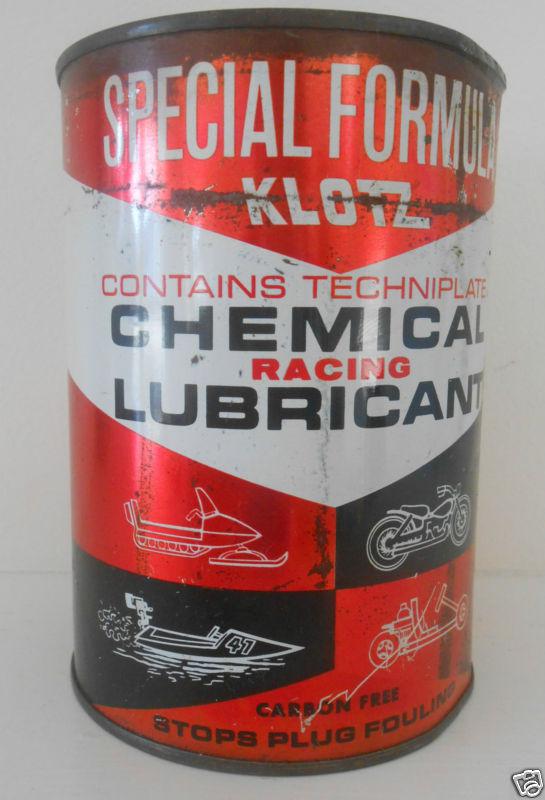 SPECIAL FORMULA
KLOTZ
CONTAINS TECHNIPLATE
CHEMICAL
RACING
LUBRICANT
41
CARBON FREE
STOPS PLUG FOULING